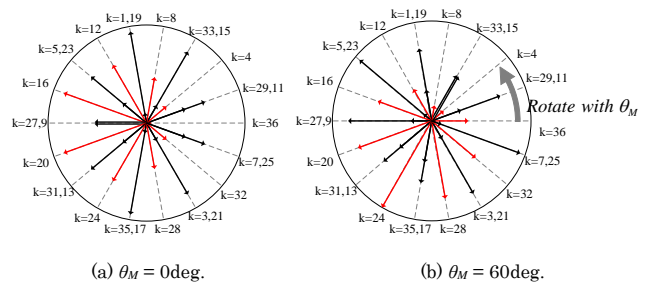 k=1,19
k=8
k=12
k=33,15
k=5,23
k=4
k=16
k=29,11
k=27,9
k=36
k=20
k=7,25
k=31,13
k=32
k=24
k=3,21
k=35,17
k=28
(a) θM = 0deg.
k=1,19
k=8
k=12
k=33,15
k=5,23
k=4
k=16
k=29,11
Rotate with θM
k=27,9
k=36
k=20
k=7,25
k=31,13
k=32
k=24
k=3,21
k=35,17
k=28
(b) θM = 60deg.